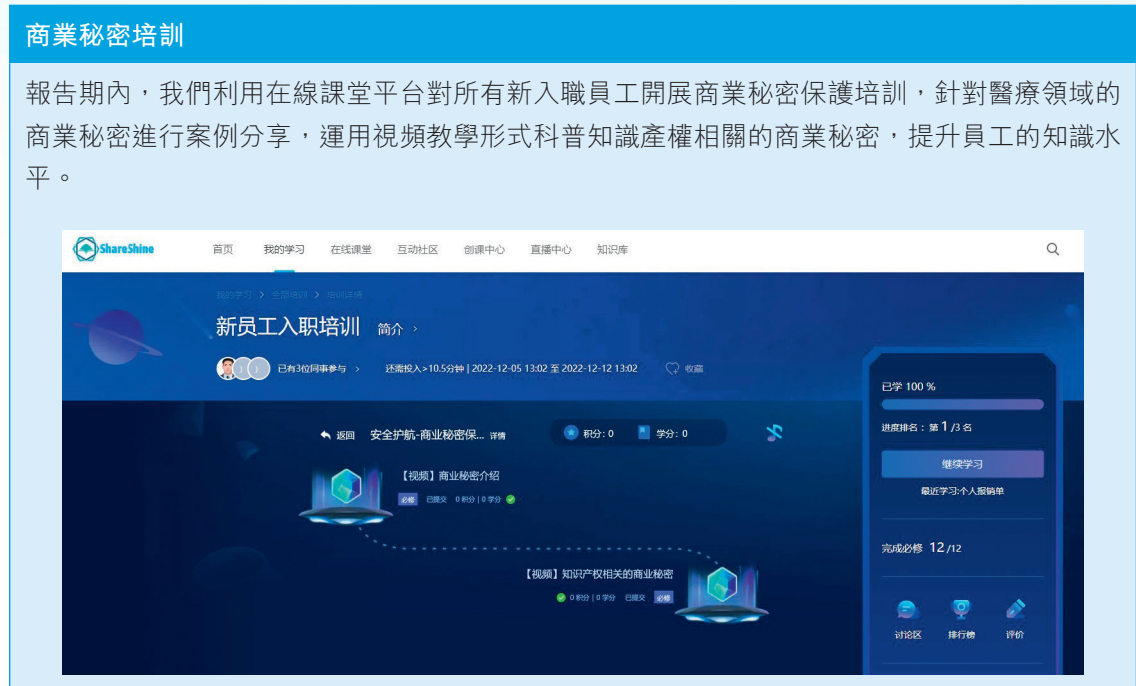 商業秘密培訓
報告期內，我們利用在線課堂平台對所有新入職員工開展商業秘密保護培訓，針對醫療領域的
商業秘密進行案例分享，運用視頻教學形式科普知識產權相關的商業秘密，提升員工的知識水
平。
ShareShine 首页 我的学习 在线课堂 互动社区 创课中心 直播中心 知识库
我的学习 > 全部培训 > 培训详情
新员工入职培训 简介 >
已有3位同事参与 > 还需投入>10.5分钟 | 2022-12-05 13:02 至 2022-12-12 13:02 收藏
已学 100 %
进度排名：第 1 /3 名
返回 安全护航-商业秘密保... 详情 积分: 0 学分: 0
继续学习
最近学习:个人报销单
【视频】商业秘密介绍
必修 已提交 0 积分 | 0 学分
完成必修 12 /12
【视频】知识产权相关的商业秘密
0 积分 | 0 学分 已提交 必修
讨论区 排行榜 评价